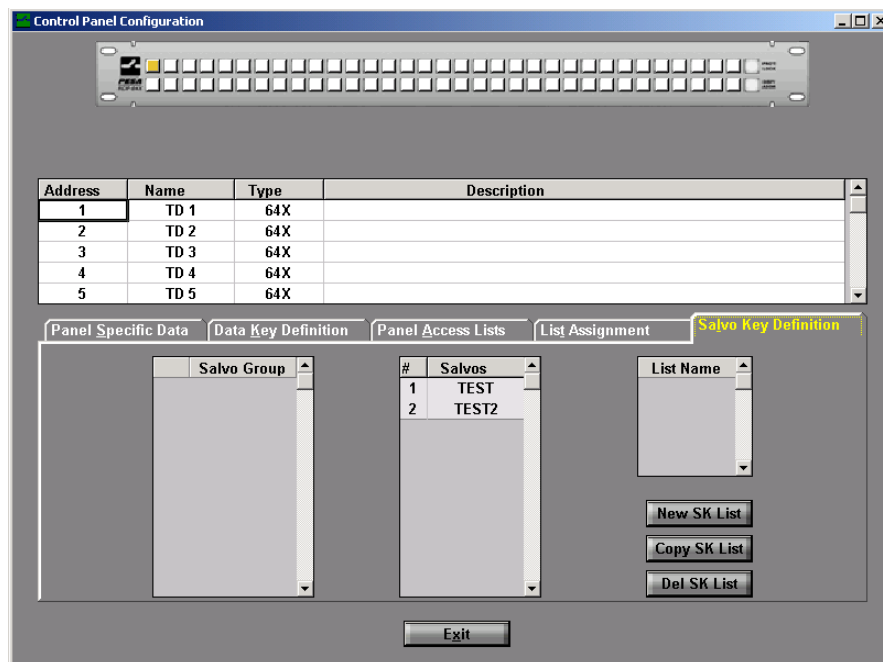 Control Panel Configuration
PESA
Address Name Type Description
1 TD 1 64X
2 TD 2 64X
3 TD 3 64X
4 TD 4 64X
5 TD 5 64X
Panel Specific Data Data Key Definition Panel Access Lists List Assignment Salvo Key Definition
Salvo Group # Salvos List Name
1 TEST
2 TEST2
New SK List
Copy SK List
Del SK List
Exit